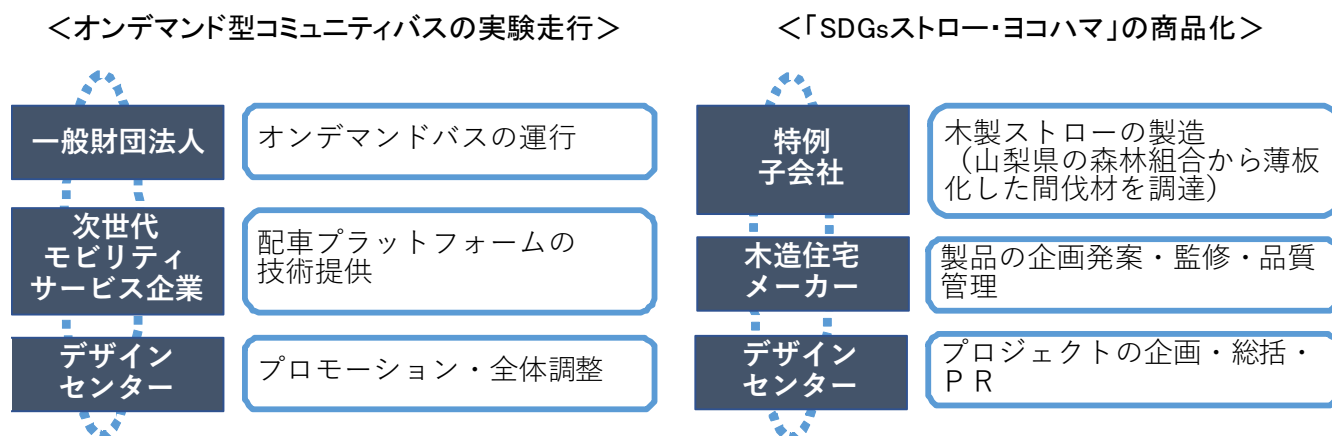 ＜オンデマンド型コミュニティバスの実験走行＞
一般財団法人
オンデマンドバスの運行
次世代
モビリティ
サービス企業
配車プラットフォームの
技術提供
デザイン
センター
プロモーション・全体調整
＜「SDGsストロー・ヨコハマ」の商品化＞
特例
子会社
木製ストローの製造
（山梨県の森林組合から薄板
化した間伐材を調達）
木造住宅
メーカー
製品の企画発案・監修・品質
管理
デザイン
センター
プロジェクトの企画・総括・
ＰＲ